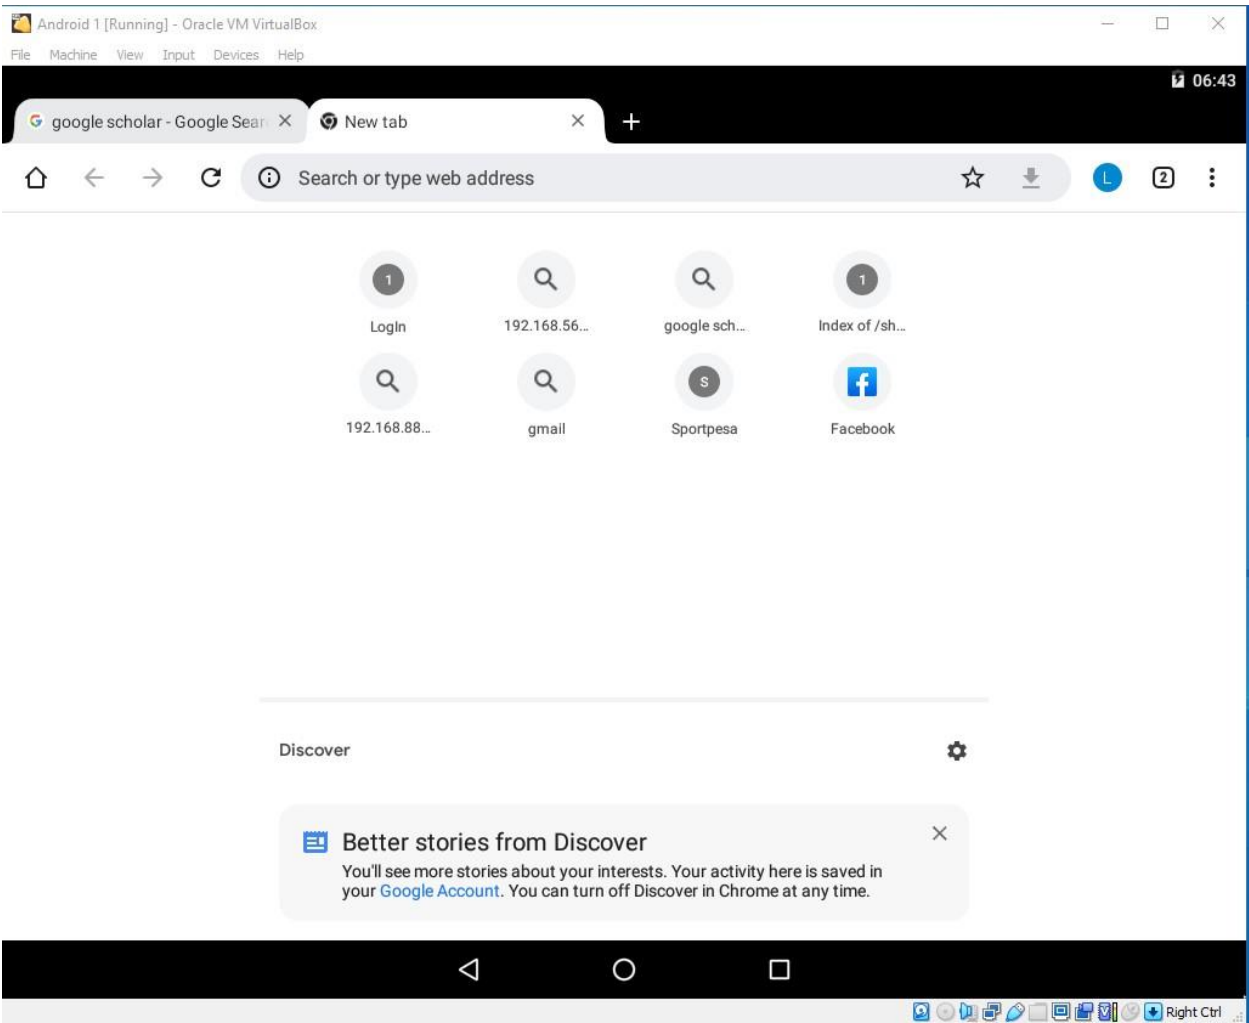 Android 1 [Running] - Oracle VM VirtualBox
File Machine View Input Devices Help
06:43
google scholar - Google Sear
New tab
Search or type web address
L
2
1
1
LogIn
192.168.56...
google sch...
Index of /sh...
S
192.168.88...
gmail
Sportpesa
Facebook
Discover
Better stories from Discover
You'll see more stories about your interests. Your activity here is saved in
your Google Account. You can turn off Discover in Chrome at any time.
Right Ctrl